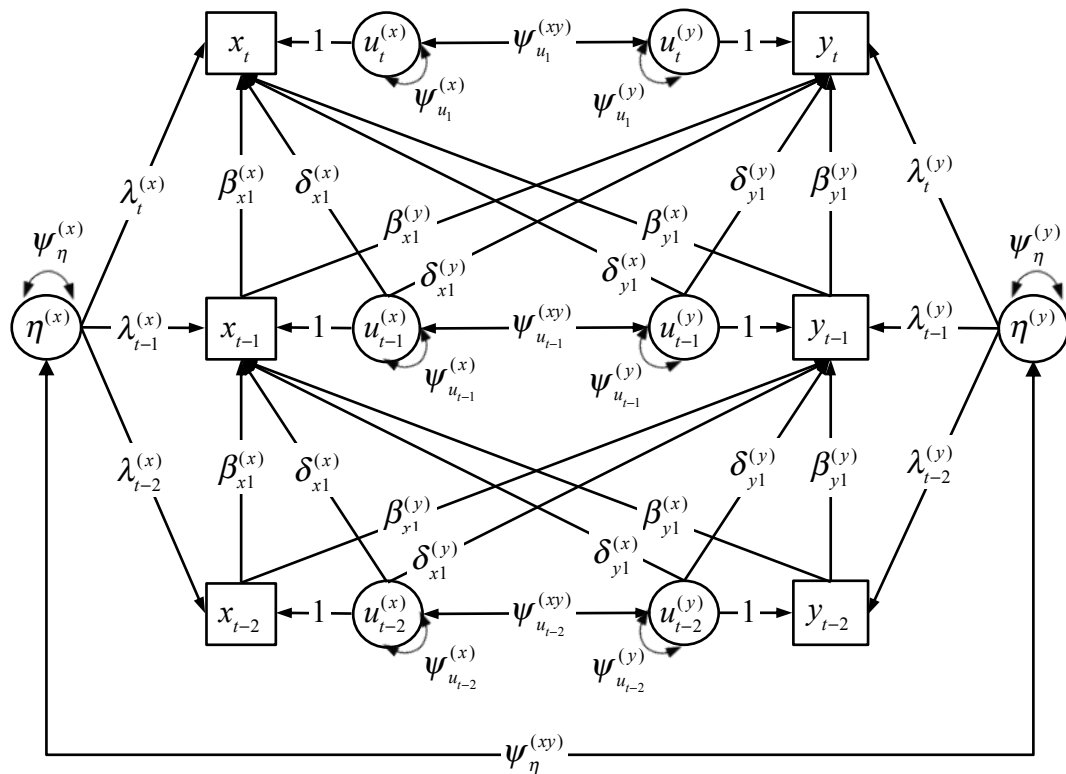 x_t 1 u_t^{(x)} ψ_{u_1}^{(xy)} u_t^{(y)} 1 y_t
ψ_{u_1}^{(x)} ψ_{u_1}^{(y)}
λ_t^{(x)} β_{x1}^{(x)} δ_{x1}^{(x)} δ_{y1}^{(y)} β_{y1}^{(y)} λ_t^{(y)}
β_{x1}^{(y)} β_{y1}^{(x)}
ψ_η^{(x)} ψ_η^{(y)}
δ_{x1}^{(y)} δ_{y1}^{(x)}
η^{(x)} λ_{t−1}^{(x)} x_{t−1} 1 u_{t−1}^{(x)} ψ_{u_{t−1}}^{(xy)} u_{t−1}^{(y)} 1 y_{t−1} λ_{t−1}^{(y)} η^{(y)}
ψ_{u_{t−1}}^{(x)} ψ_{u_{t−1}}^{(y)}
λ_{t−2}^{(x)} β_{x1}^{(x)} δ_{x1}^{(x)} δ_{y1}^{(y)} β_{y1}^{(y)} λ_{t−2}^{(y)}
β_{x1}^{(y)} β_{y1}^{(x)}
δ_{x1}^{(y)} δ_{y1}^{(x)}
x_{t−2} 1 u_{t−2}^{(x)} ψ_{u_{t−2}}^{(xy)} u_{t−2}^{(y)} 1 y_{t−2}
ψ_{u_{t−2}}^{(x)} ψ_{u_{t−2}}^{(y)}
ψ_η^{(xy)}